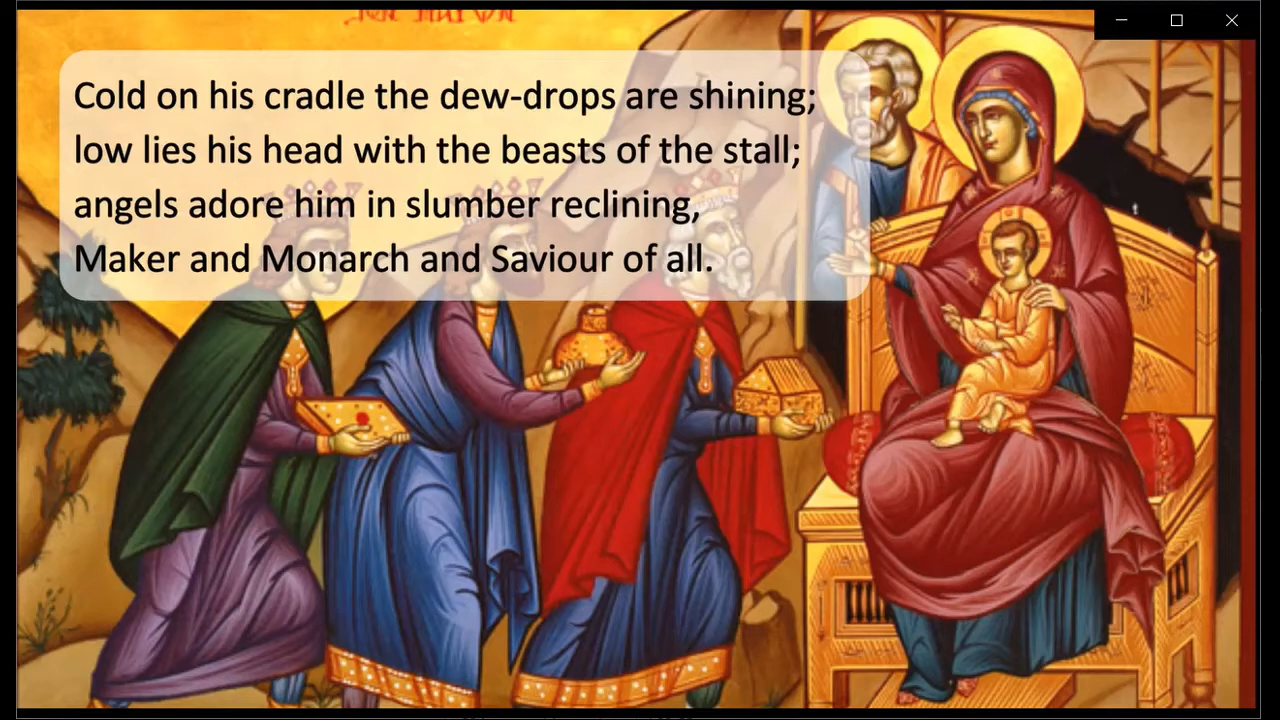 Cold on his cradle the dew-drops are shining;
low lies his head with the beasts of the stall;
angels adore him in slumber reclining,
Maker and Monarch and Saviour of all.